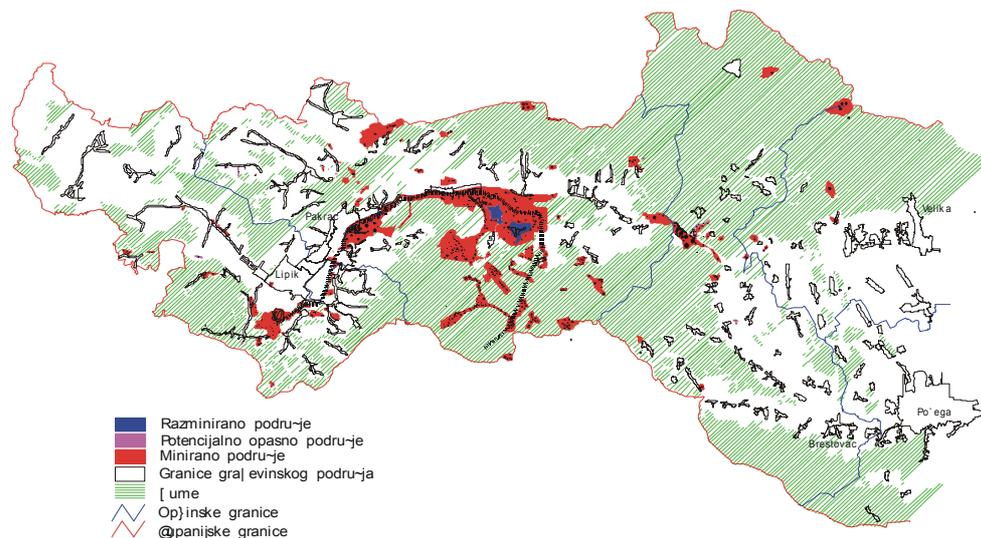 Pakrac
Velika
Lipik
Po`ega
Brestovac
Razminirano podru~je
Potencijalno opasno podru~je
Minirano podru~je
Granice gra|evinskog podru~ja
[ume
Op}inske granice
@upanijske granice